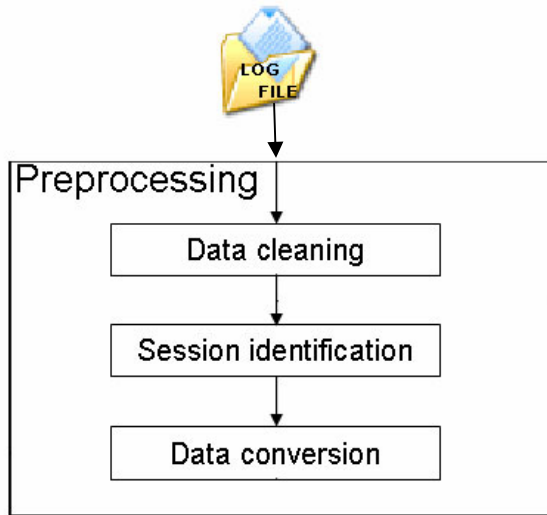 LOG
FILE
Preprocessing
Data cleaning
Session identification
Data conversion